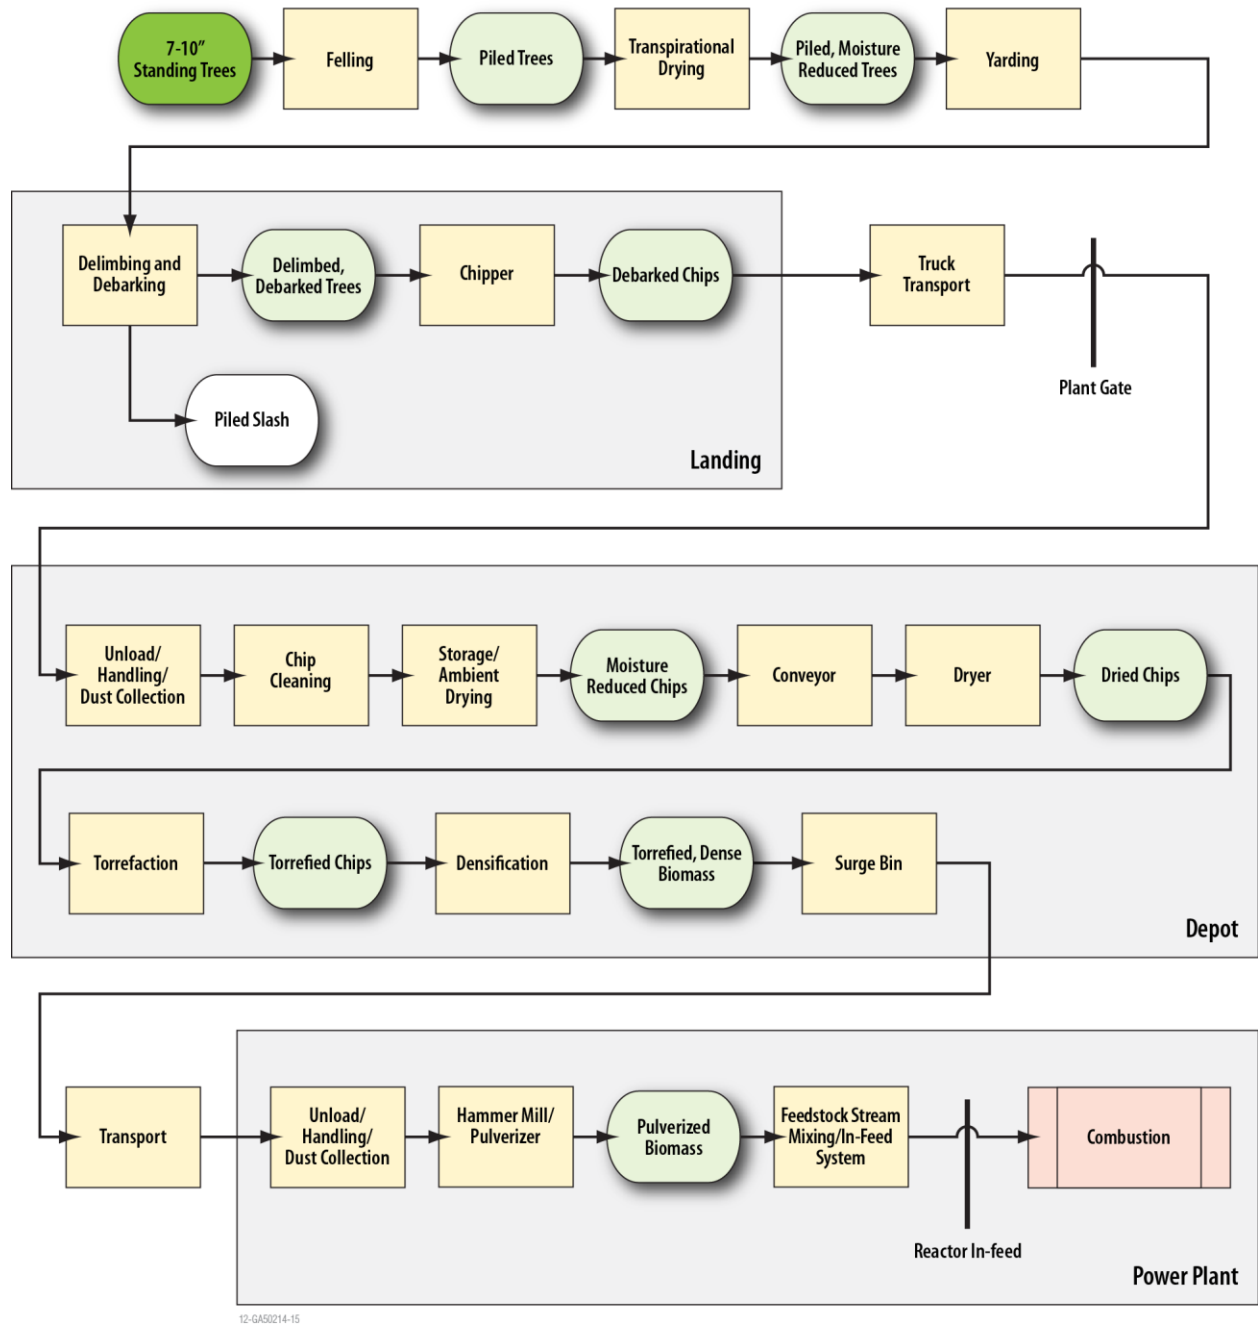 7-10”
Standing Trees
Felling
Piled Trees
Transpirational
Drying
Piled, Moisture
Reduced Trees
Yarding
Delimbing and
Debarking
Delimbed,
Debarked Trees
Chipper
Debarked Chips
Truck
Transport
Plant Gate
Piled Slash
Landing
Unload/
Handling/
Dust Collection
Chip
Cleaning
Storage/
Ambient
Drying
Moisture
Reduced Chips
Conveyor
Dryer
Dried Chips
Torrefaction
Torrefied Chips
Densification
Torrefied, Dense
Biomass
Surge Bin
Depot
Transport
Unload/
Handling/
Dust Collection
Hammer Mill/
Pulverizer
Pulverized
Biomass
Feedstock Stream
Mixing/In-Feed
System
Combustion
Reactor In-feed
Power Plant
12-GA50214-15